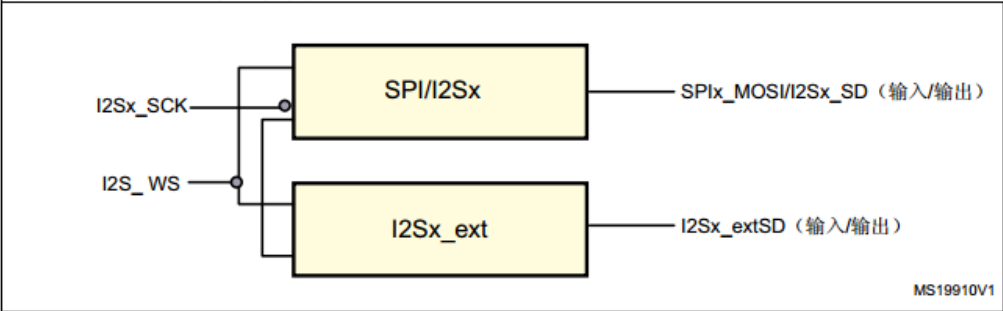 SPI/I2Sx
I2Sx_SCK
SPIx_MOSI/I2Sx_SD（输入/输出）
I2S_ WS
I2Sx_ext
I2Sx_extSD（输入/输出）
MS19910V1